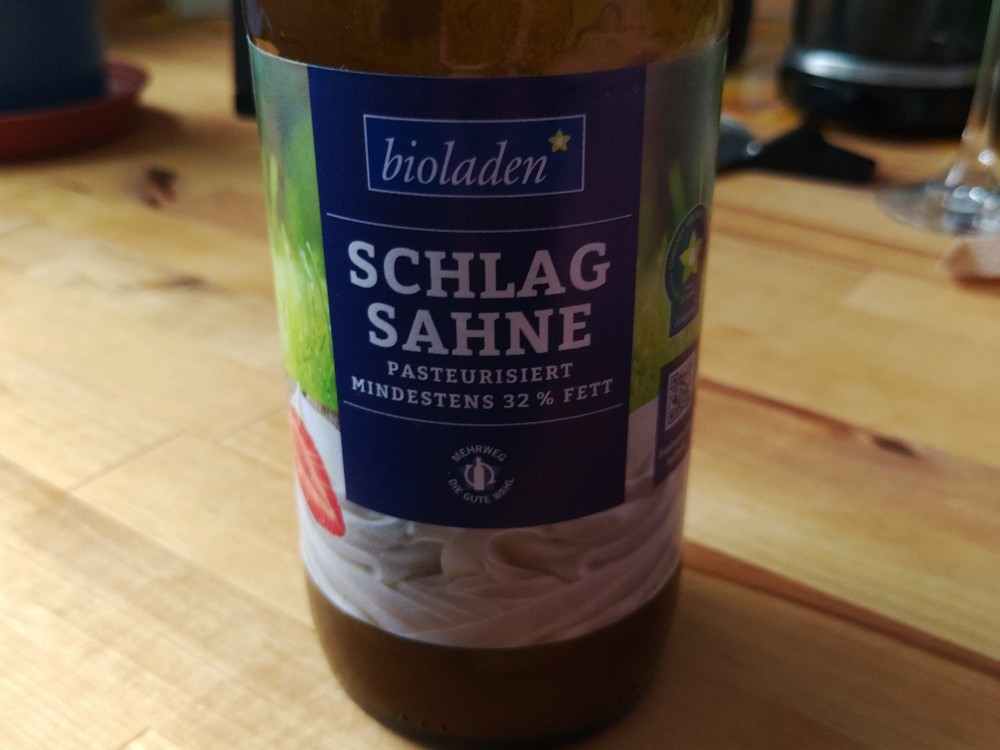 bioladen
SCHLAG
SAHNE
PASTEURISIERT
MINDESTENS 32 % FETT
MEHRWEG
DIE GUTE WAHL